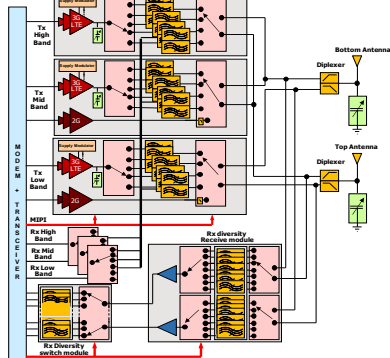 Supply Modulator
Tx
High
Band
3G
LTE
Bottom Antenna
Diplexer
Supply Modulator
3G
LTE
Tx
Mid
Band
2G
Supply Modulator
3G
LTE
Tx
Low
Band
2G
Top Antenna
Diplexer
MODEM + TRANSCEIVER
MIPI
Rx High
Band
Rx Mid
Band
Rx Low
Band
Rx diversity
Receive module
Rx Diversity
switch module